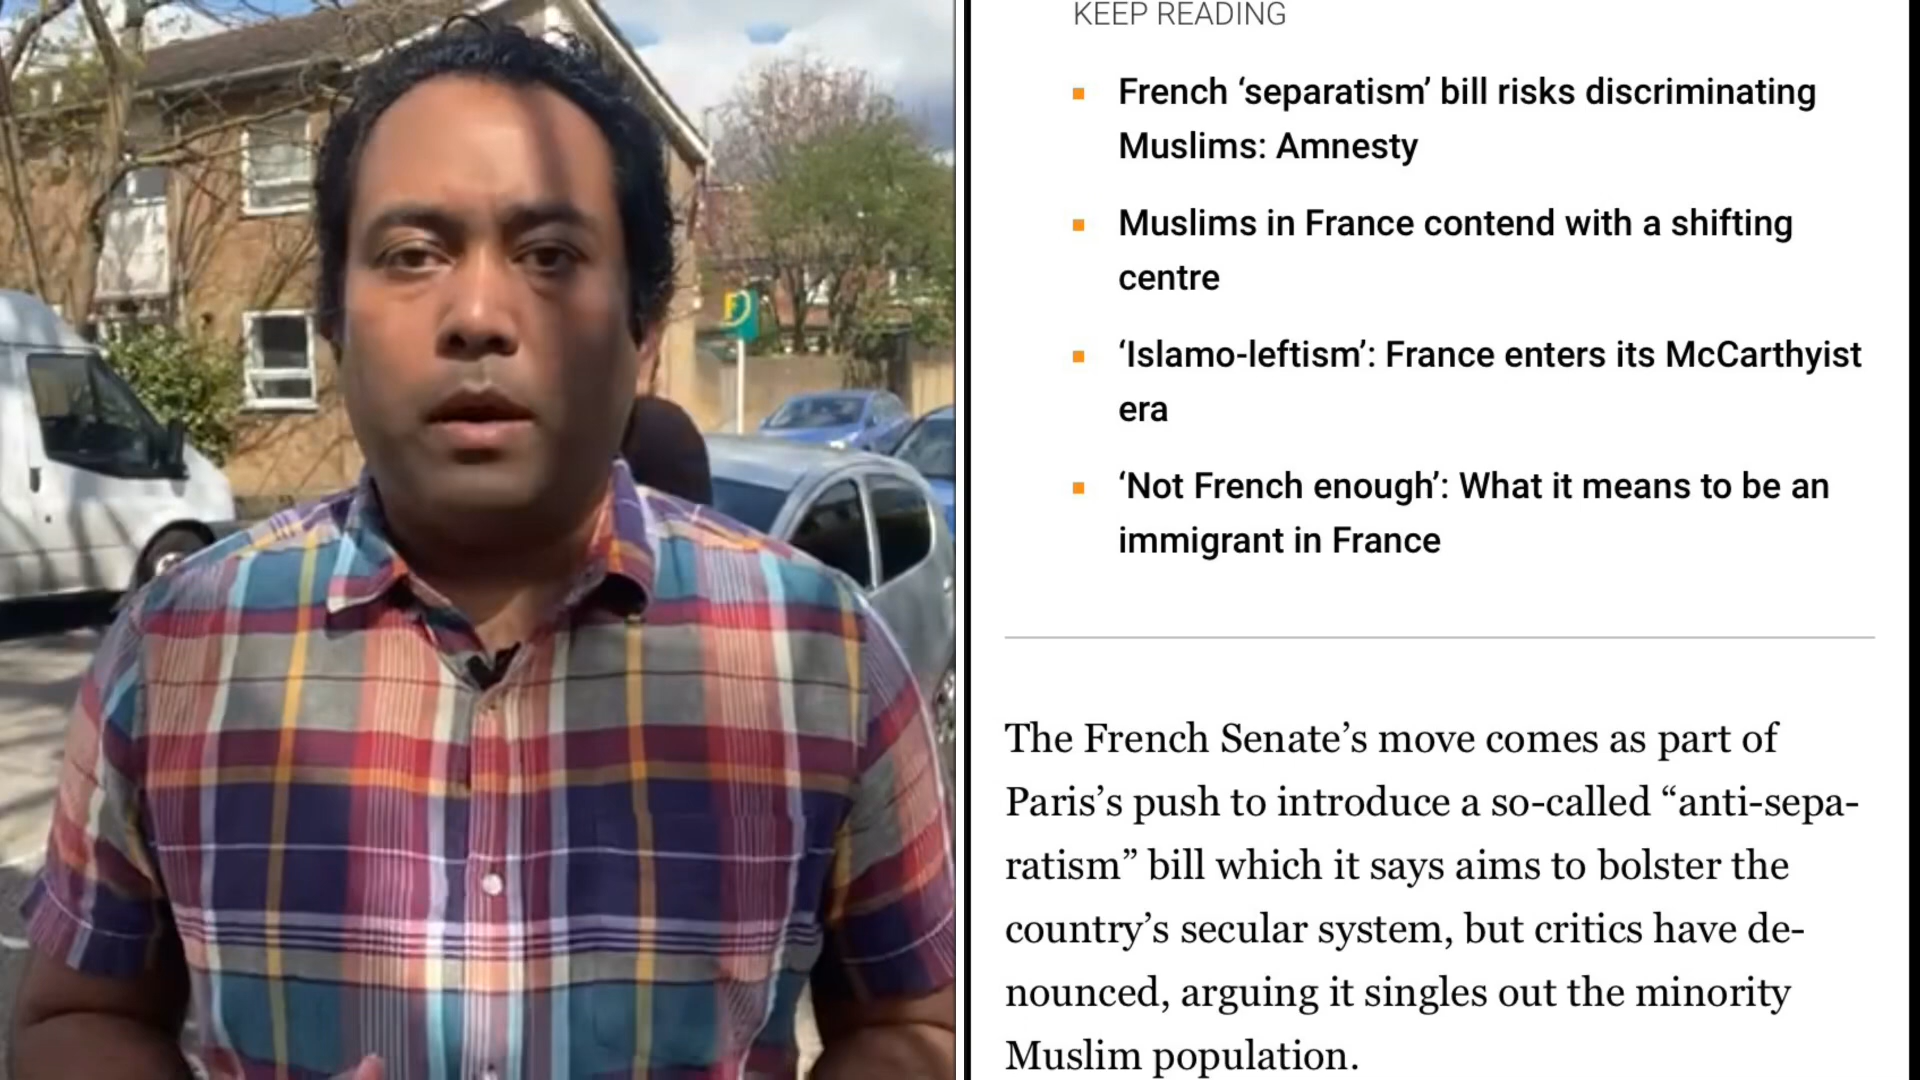 KEEP READING
French ‘separatism’ bill risks discriminating
Muslims: Amnesty
Muslims in France contend with a shifting
centre
‘Islamo-leftism’: France enters its McCarthyist
era
‘Not French enough’: What it means to be an
immigrant in France
The French Senate’s move comes as part of
Paris’s push to introduce a so-called “anti-sepa-
ratism” bill which it says aims to bolster the
country’s secular system, but critics have de-
nounced, arguing it singles out the minority
Muslim population.